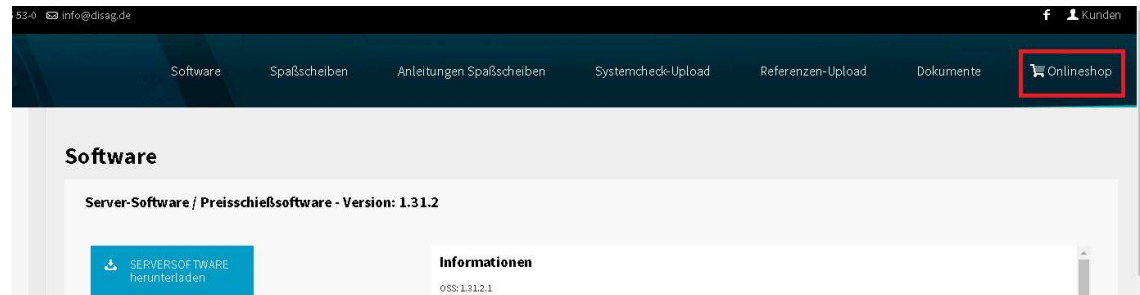 53-0 info@disag.de f Kunden
Software Spaßscheiben Anleitungen Spaßscheiben Systemcheck-Upload Referenzen-Upload Dokumente Onlineshop
Software
Server-Software / Preisschießsoftware - Version: 1.31.2
SERVERSOFTWARE
herunterladen
Informationen
OSS: 1.31.2.1